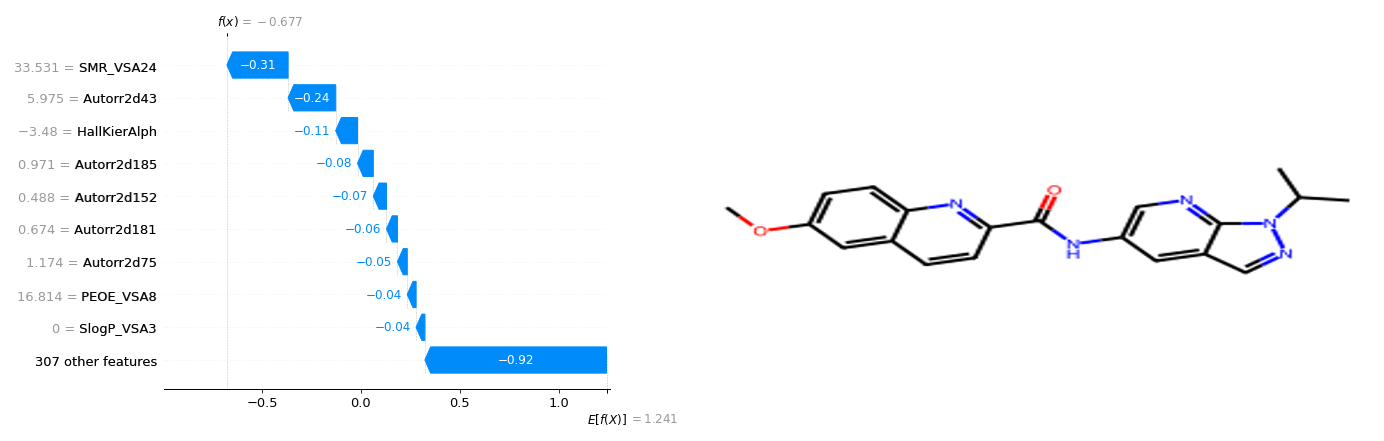 f(x) = −0.677
33.531 = SMR_VSA24
−0.31
5.975 = Autorr2d43
−0.24
−3.48 = HallKierAlph
−0.11
0.971 = Autorr2d185
−0.08
0.488 = Autorr2d152
−0.07
0.674 = Autorr2d181
−0.06
1.174 = Autorr2d75
−0.05
16.814 = PEOE_VSA8
−0.04
0 = SlogP_VSA3
−0.04
307 other features
−0.92
−0.5 0.0 0.5 1.0
E[f(X)] = 1.241
O
N
O
N
H
N
N
N